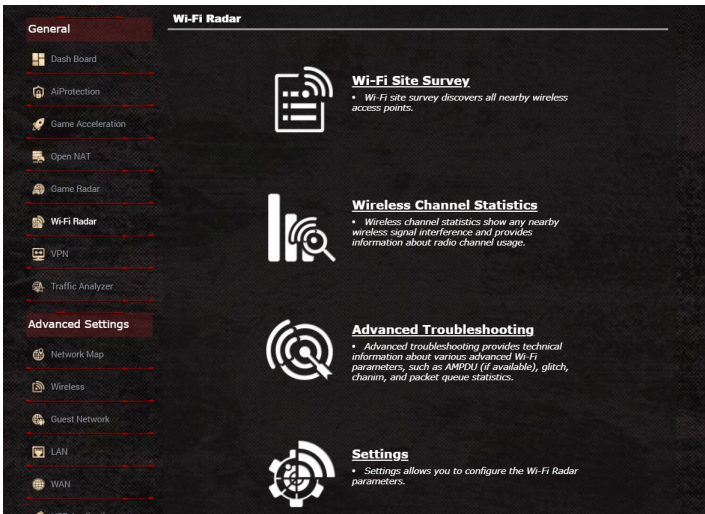 General
Dash Board
AiProtection
Game Acceleration
Open NAT
Game Radar
Wi-Fi Radar
VPN
Traffic Analyzer
Advanced Settings
Network Map
Wireless
Guest Network
LAN
WAN
Wi-Fi Radar
Wi-Fi Site Survey
• Wi-Fi site survey discovers all nearby wireless
access points.
Wireless Channel Statistics
• Wireless channel statistics show any nearby
wireless signal interference and provides
information about radio channel usage.
Advanced Troubleshooting
• Advanced troubleshooting provides technical
information about various advanced Wi-Fi
parameters, such as AMPDU (if available), glitch,
chanim, and packet queue statistics.
Settings
• Settings allows you to configure the Wi-Fi Radar
parameters.